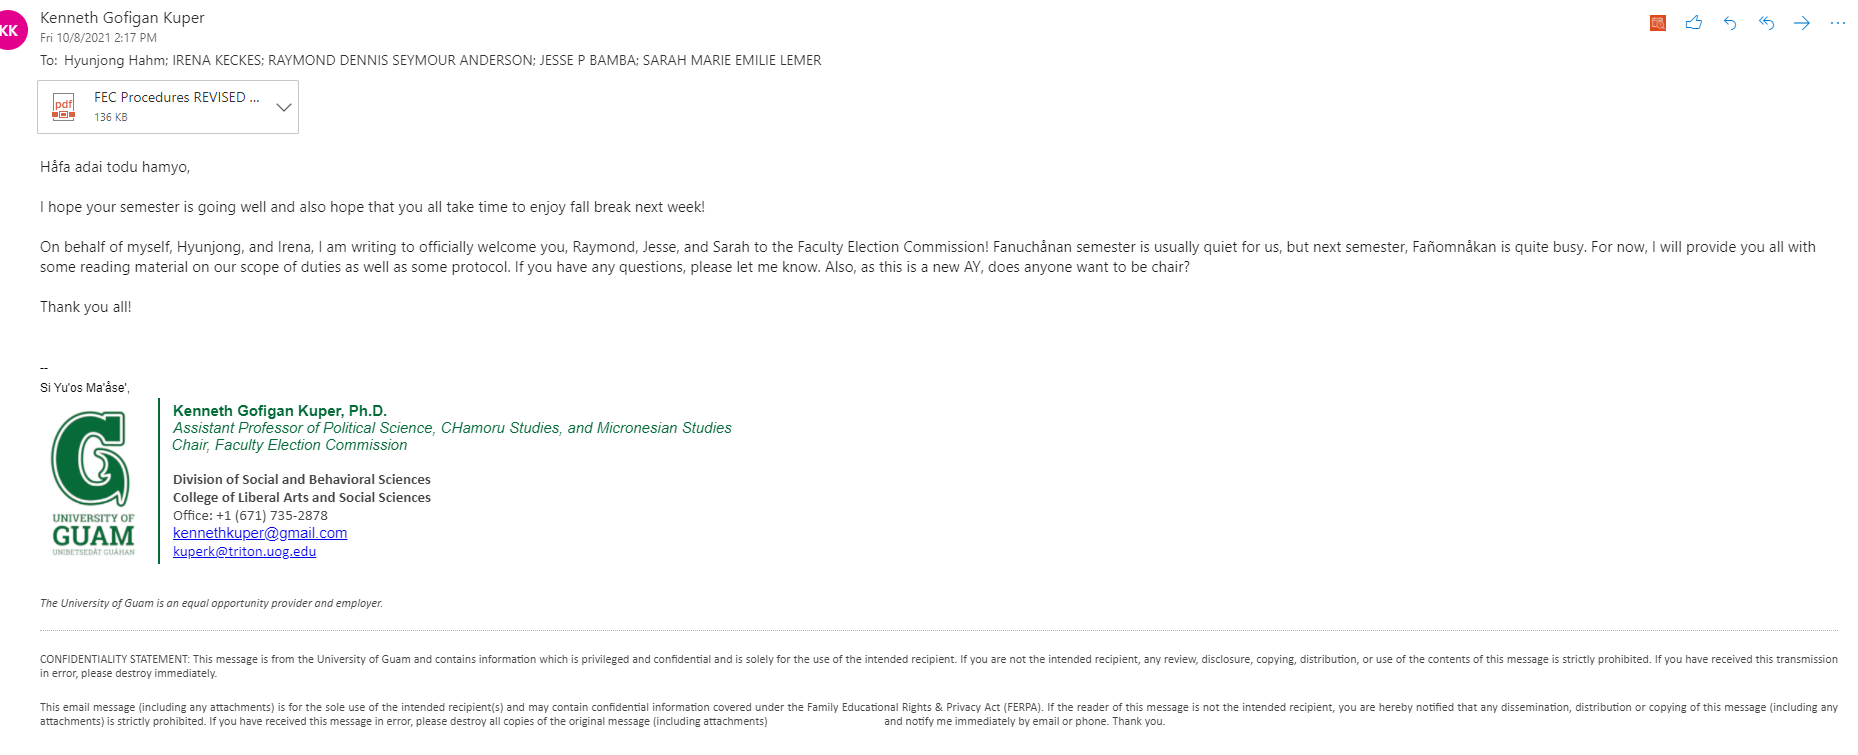 KK
Kenneth Gofigan Kuper
Fri 10/8/2021 2:17 PM
To: Hyunjong Hahm; IRENA KECKES; RAYMOND DENNIS SEYMOUR ANDERSON; JESSE P BAMBA; SARAH MARIE EMILIE LEMER
pdf
FEC Procedures REVISED ...
136 KB
Håfa adai todu hamyo,
I hope your semester is going well and also hope that you all take time to enjoy fall break next week!
On behalf of myself, Hyunjong, and Irena, I am writing to officially welcome you, Raymond, Jesse, and Sarah to the Faculty Election Commission! Fanuchånan semester is usually quiet for us, but next semester, Fañomnåkan is quite busy. For now, I will provide you all with
some reading material on our scope of duties as well as some protocol. If you have any questions, please let me know. Also, as this is a new AY, does anyone want to be chair?
Thank you all!
--
Si Yu'os Ma'åse',
G
UNIVERSITY OF
GUAM
UNIBETSEDÅT GUÅHAN
Kenneth Gofigan Kuper, Ph.D.
Assistant Professor of Political Science, CHamoru Studies, and Micronesian Studies
Chair, Faculty Election Commission
Division of Social and Behavioral Sciences
College of Liberal Arts and Social Sciences
Office: +1 (671) 735-2878
kennethkuper@gmail.com
kuperk@triton.uog.edu
The University of Guam is an equal opportunity provider and employer.
CONFIDENTIALITY STATEMENT: This message is from the University of Guam and contains information which is privileged and confidential and is solely for the use of the intended recipient. If you are not the intended recipient, any review, disclosure, copying, distribution, or use of the contents of this message is strictly prohibited. If you have received this transmission
in error, please destroy immediately.
This email message (including any attachments) is for the sole use of the intended recipient(s) and may contain confidential information covered under the Family Educational Rights & Privacy Act (FERPA). If the reader of this message is not the intended recipient, you are hereby notified that any dissemination, distribution or copying of this message (including any
attachments) is strictly prohibited. If you have received this message in error, please destroy all copies of the original message (including attachments) and notify me immediately by email or phone. Thank you.